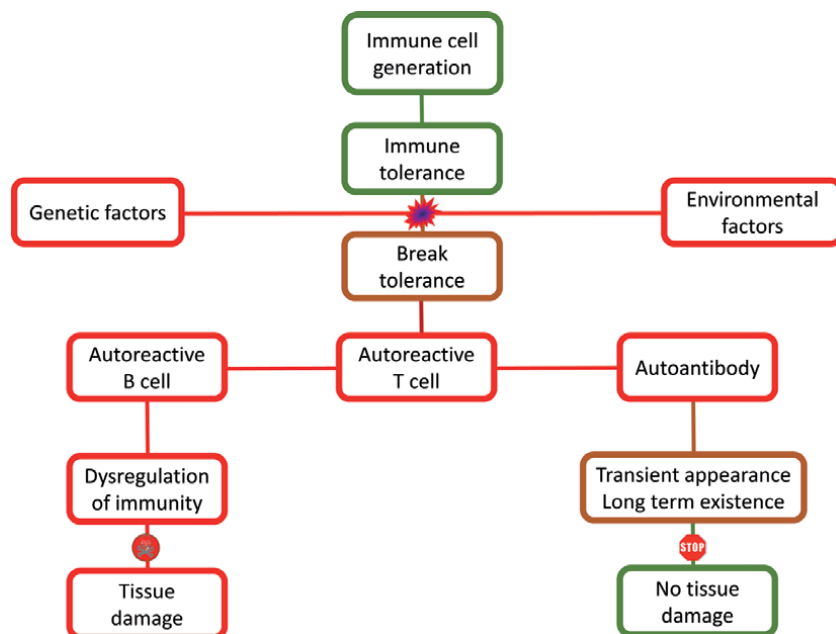 Immune cell
generation
Immune
tolerance
Genetic factors
Environmental
factors
Break
tolerance
Autoreactive
B cell
Autoreactive
T cell
Autoantibody
Dysregulation
of immunity
Transient appearance
Long term existence
STOP
Tissue
damage
No tissue
damage